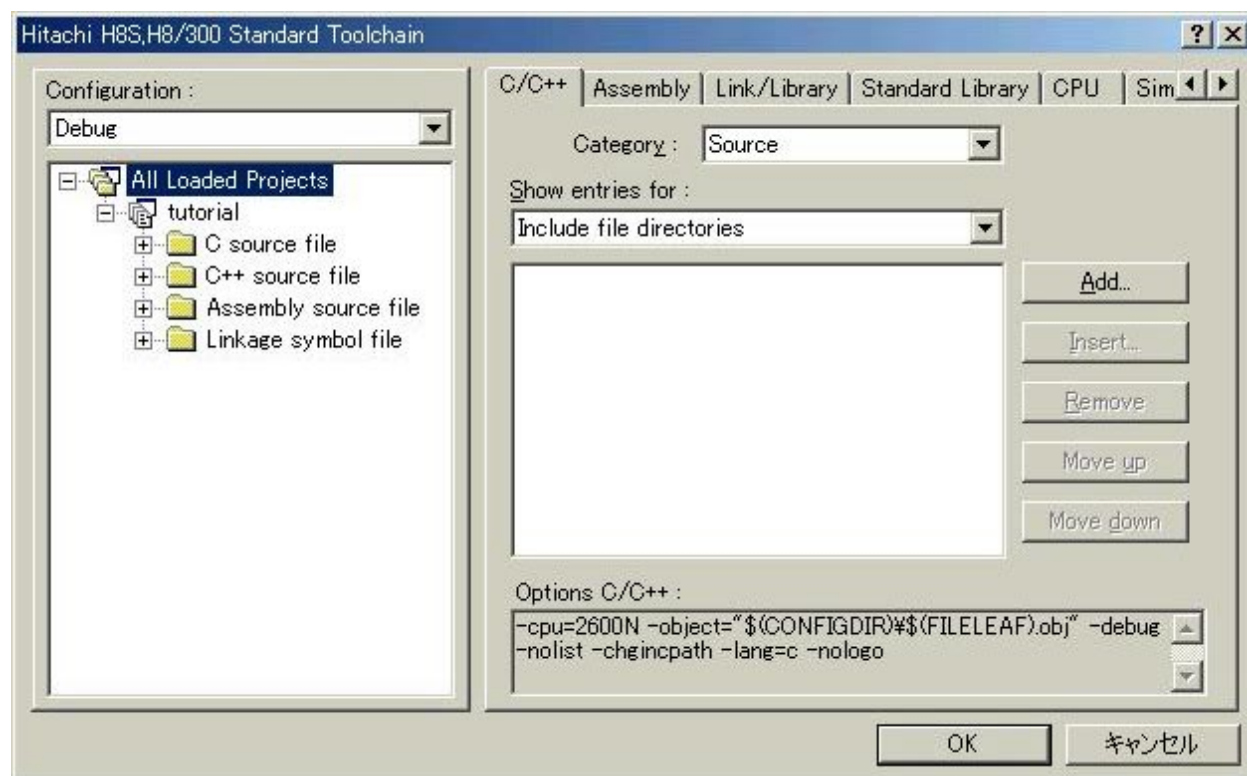 Hitachi H8S,H8/300 Standard Toolchain
Configuration :
Debug
All Loaded Projects
tutorial
C source file
C++ source file
Assembly source file
Linkage symbol file
C/C++ Assembly Link/Library Standard Library CPU Sim
Category : Source
Show entries for :
Include file directories
Add...
Insert...
Remove
Move up
Move down
Options C/C++ :
-cpu=2600N -object="$(CONFIGDIR)¥$(FILELEAF).obj" -debug
-nolist -chgincpath -lang=c -nologo
OK キャンセル